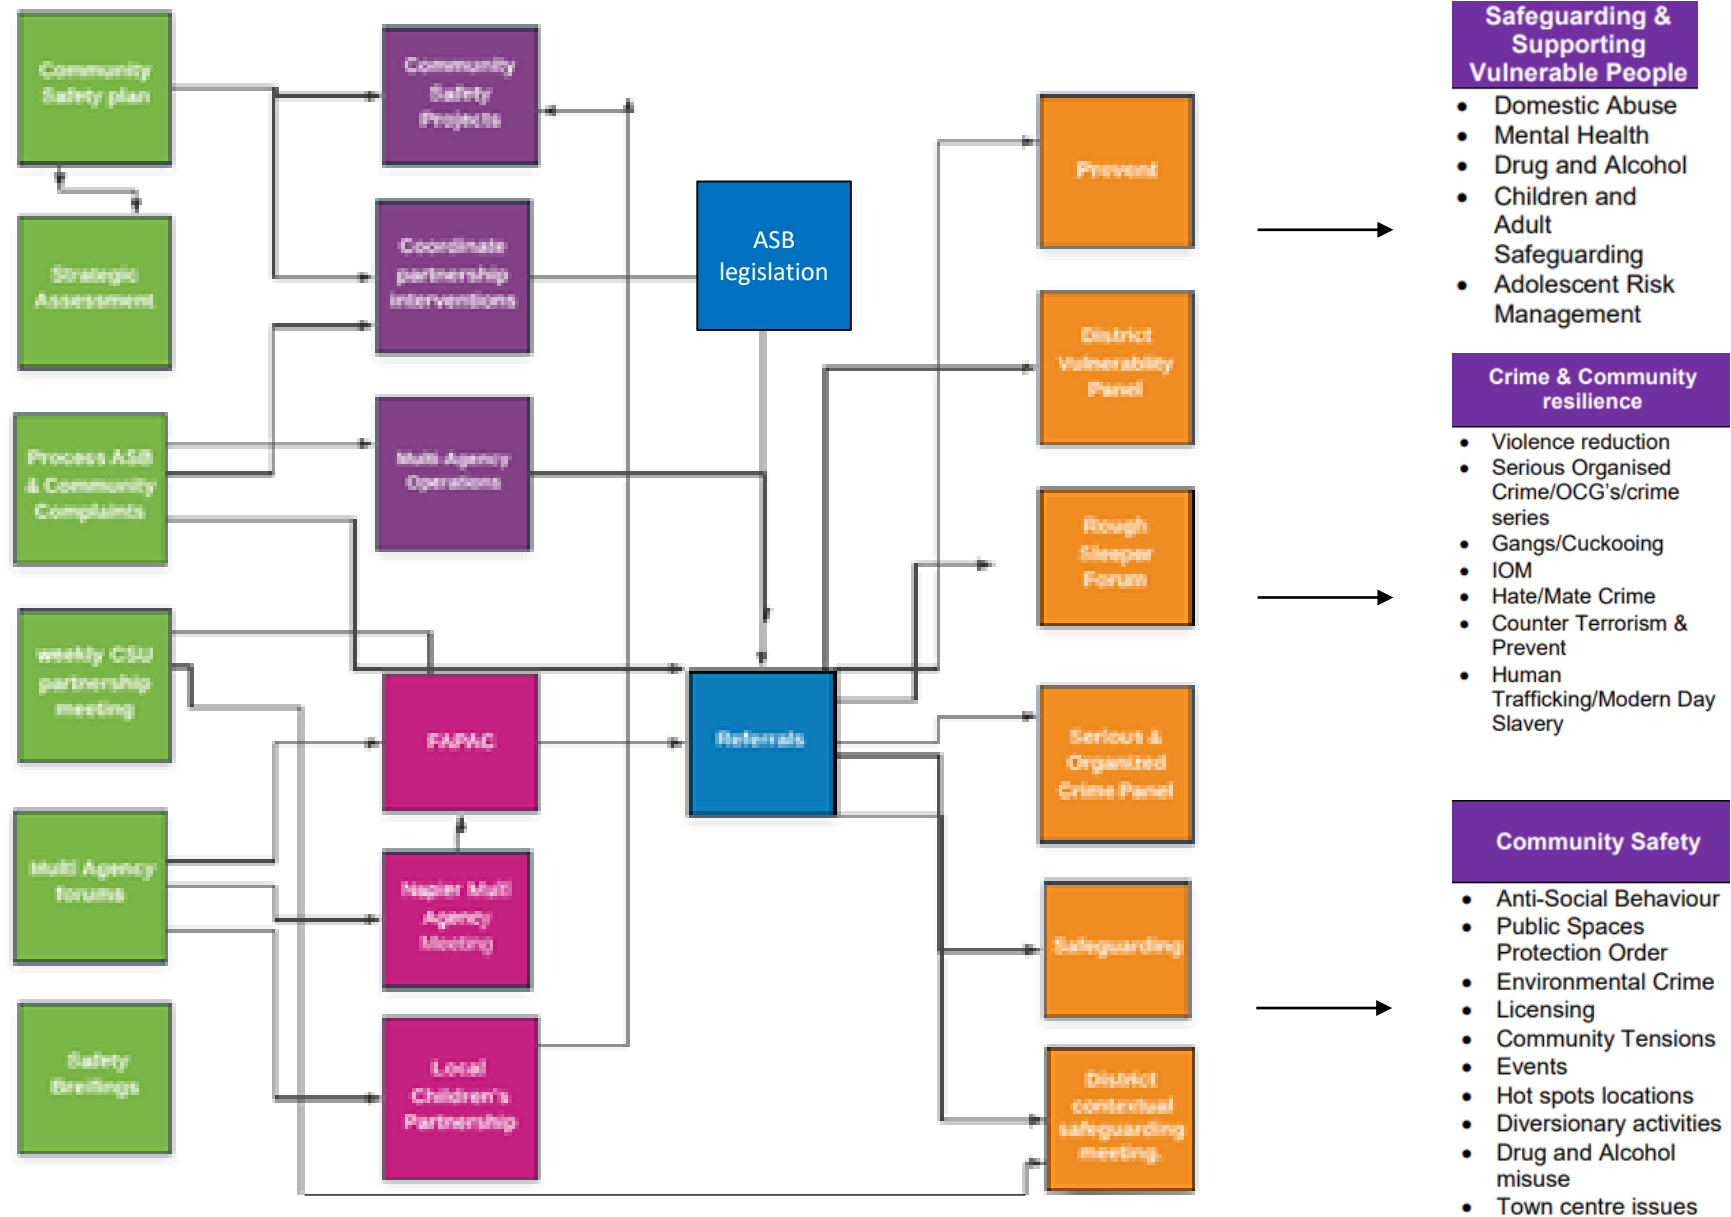 Community
Safety plan
Strategic
Assessment
Process ASB
& Community
Complaints
weekly CSU
partnership
meeting
Multi Agency
forums
Safety
Breifings
Community
Safety
Projects
Coordinate
partnership
interventions
Multi Agency
Operations
FAPAC
Napier Multi
Agency
Meeting
Local
Children's
Partnership
ASB
legislation
Referrals
Prevent
District
Vulnerability
Panel
Rough
Sleeper
Forum
Serious &
Organized
Crime Panel
Safeguarding
District
contextual
safeguarding
meeting.
Safeguarding &
Supporting
Vulnerable People
• Domestic Abuse
• Mental Health
• Drug and Alcohol
• Children and
Adult
Safeguarding
• Adolescent Risk
Management
Crime & Community
resilience
• Violence reduction
• Serious Organised
Crime/OCG's/crime
series
• Gangs/Cuckooing
• IOM
• Hate/Mate Crime
• Counter Terrorism &
Prevent
• Human
Trafficking/Modern Day
Slavery
Community Safety
• Anti-Social Behaviour
• Public Spaces
Protection Order
• Environmental Crime
• Licensing
• Community Tensions
• Events
• Hot spots locations
• Diversionary activities
• Drug and Alcohol
misuse
• Town centre issues